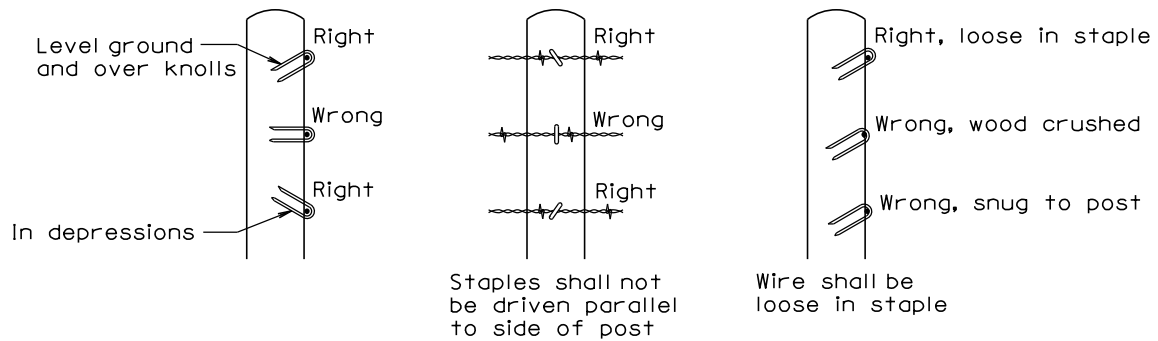 Right
Level ground
and over knolls
Wrong
Right
In depressions
Right
Wrong
Right
Staples shall not
be driven parallel
to side of post
Right, loose in staple
Wrong, wood crushed
Wrong, snug to post
Wire shall be
loose in staple